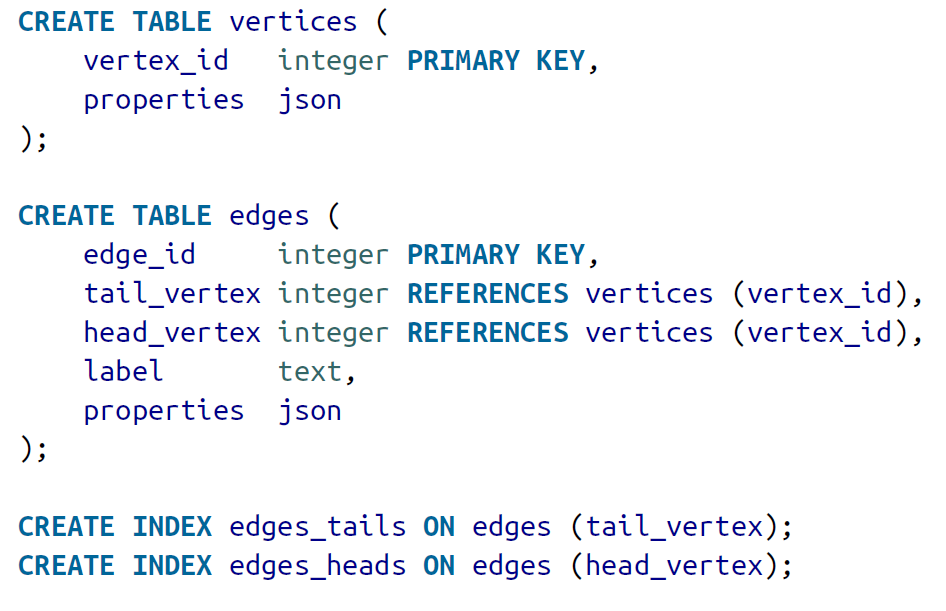 CREATE TABLE vertices (
    vertex_id   integer PRIMARY KEY,
    properties  json
);

CREATE TABLE edges (
    edge_id     integer PRIMARY KEY,
    tail_vertex integer REFERENCES vertices (vertex_id),
    head_vertex integer REFERENCES vertices (vertex_id),
    label       text,
    properties  json
);

CREATE INDEX edges_tails ON edges (tail_vertex);
CREATE INDEX edges_heads ON edges (head_vertex);